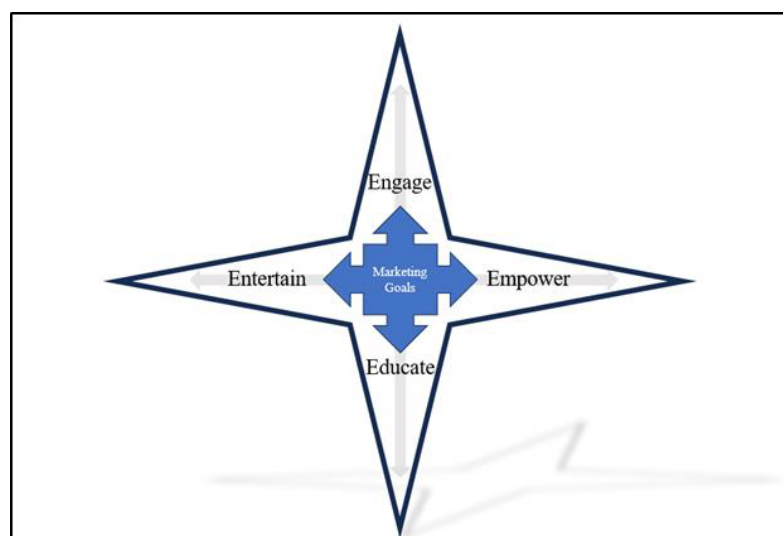 Engage
Entertain
Marketing
Goals
Empower
Educate